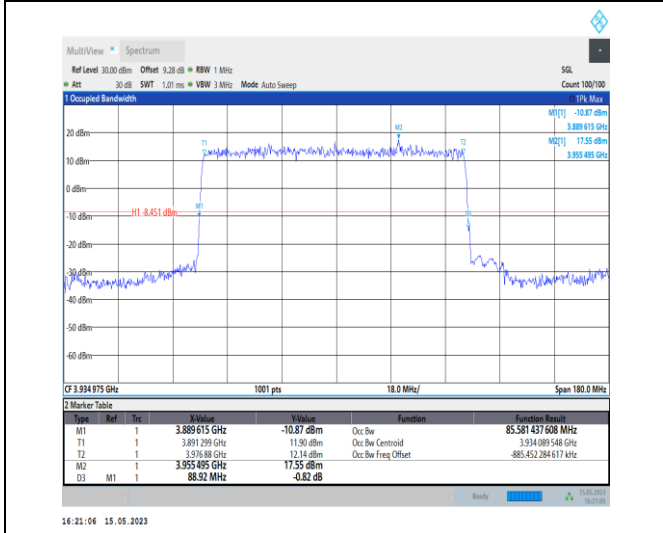 MultiView Spectrum
Ref Level 30.00 dBm Offset 9.28 dB RBW 1 MHz SGL
Att 30 dB SWT 1.01 ms VBW 3 MHz Mode Auto Sweep Count 100/100
1 Occupied Bandwidth 1Pk Max
M1[1] -10.87 dBm
3.889 615 GHz
M2[1] 17.55 dBm
3.955 495 GHz
20 dBm
M2
T1
T2
10 dBm
0 dBm
M1
H1 -8.451 dBm
-10 dBm
-20 dBm
-30 dBm
-40 dBm
-50 dBm
-60 dBm
CF 3.934 975 GHz 1001 pts 18.0 MHz/ Span 180.0 MHz
2 Marker Table
Type Ref Trc X-Value Y-Value Function Function Result
M1 1 3.889 615 GHz -10.87 dBm Occ Bw 85.581 437 608 MHz
T1 1 3.891 299 GHz 11.90 dBm Occ Bw Centroid 3.934 089 548 GHz
T2 1 3.976 88 GHz 12.14 dBm Occ Bw Freq Offset -885.452 284 617 kHz
M2 1 3.955 495 GHz 17.55 dBm
D3 M1 1 88.92 MHz -0.82 dB
Ready 15.05.2023
16:21:05
16:21:06 15.05.2023